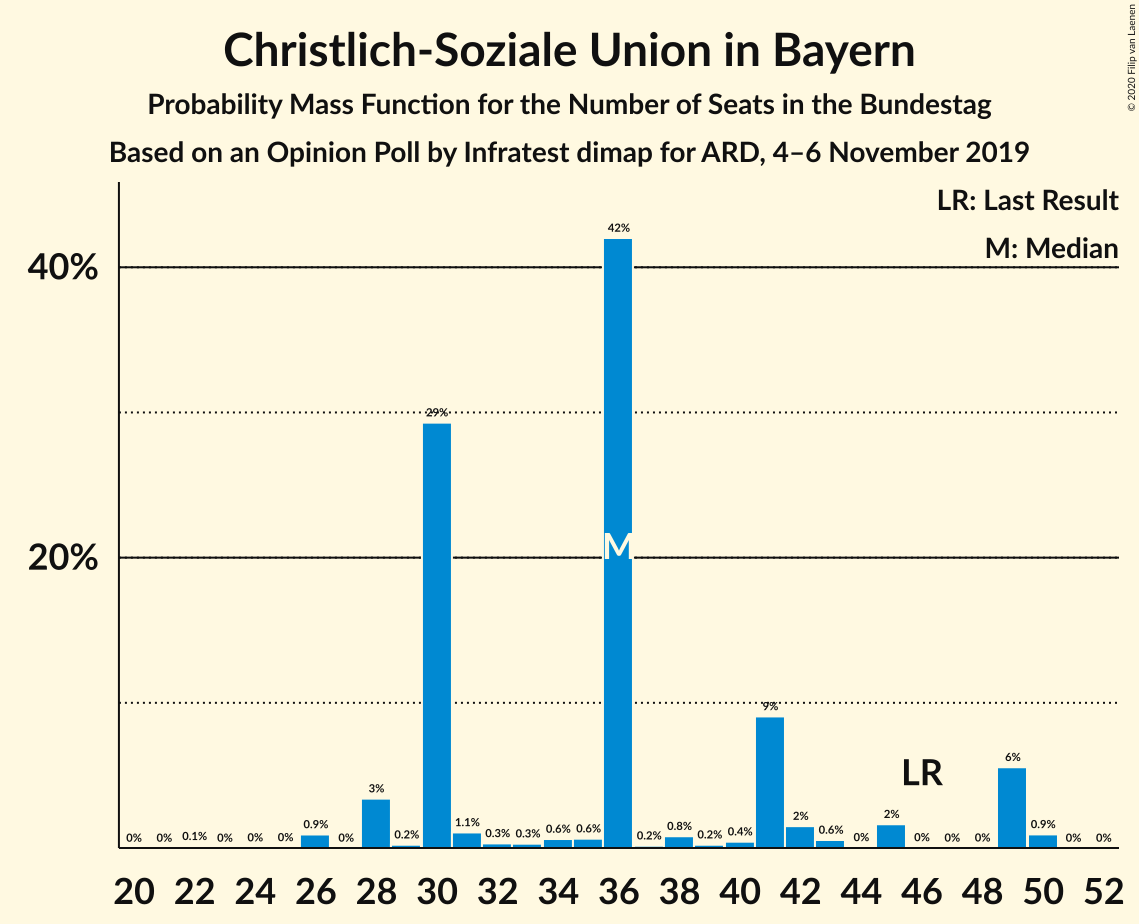 Christlich-Soziale Union in Bayern
Probability Mass Function for the Number of Seats in the Bundestag
Based on an Opinion Poll by Infratest dimap for ARD, 4–6 November 2019
© 2020 Filip van Laenen
LR: Last Result
M: Median
40%
20%
0% 0% 0.1% 0% 0% 0% 0.9% 0% 3% 0.2% 29% 1.1% 0.3% 0.3% 0.6% 0.6% 42% 0.2% 0.8% 0.2% 0.4% 9% 2% 0.6% 0% 2% 0% 0% 0% 6% 0.9% 0% 0%
M
LR
20 22 24 26 28 30 32 34 36 38 40 42 44 46 48 50 52